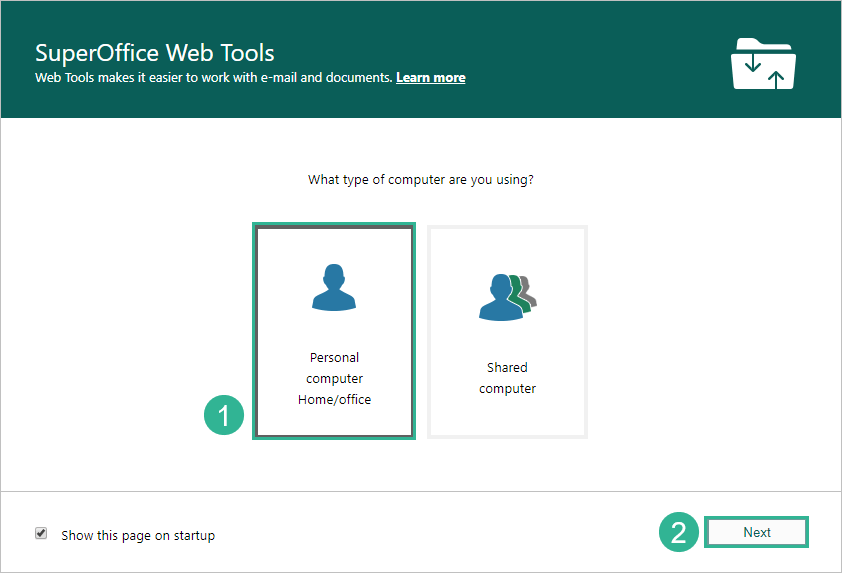 SuperOffice Web Tools
Web Tools makes it easier to work with e-mail and documents. Learn more
What type of computer are you using?
Personal
computer
Home/office
Shared
computer
1
Show this page on startup
2
Next